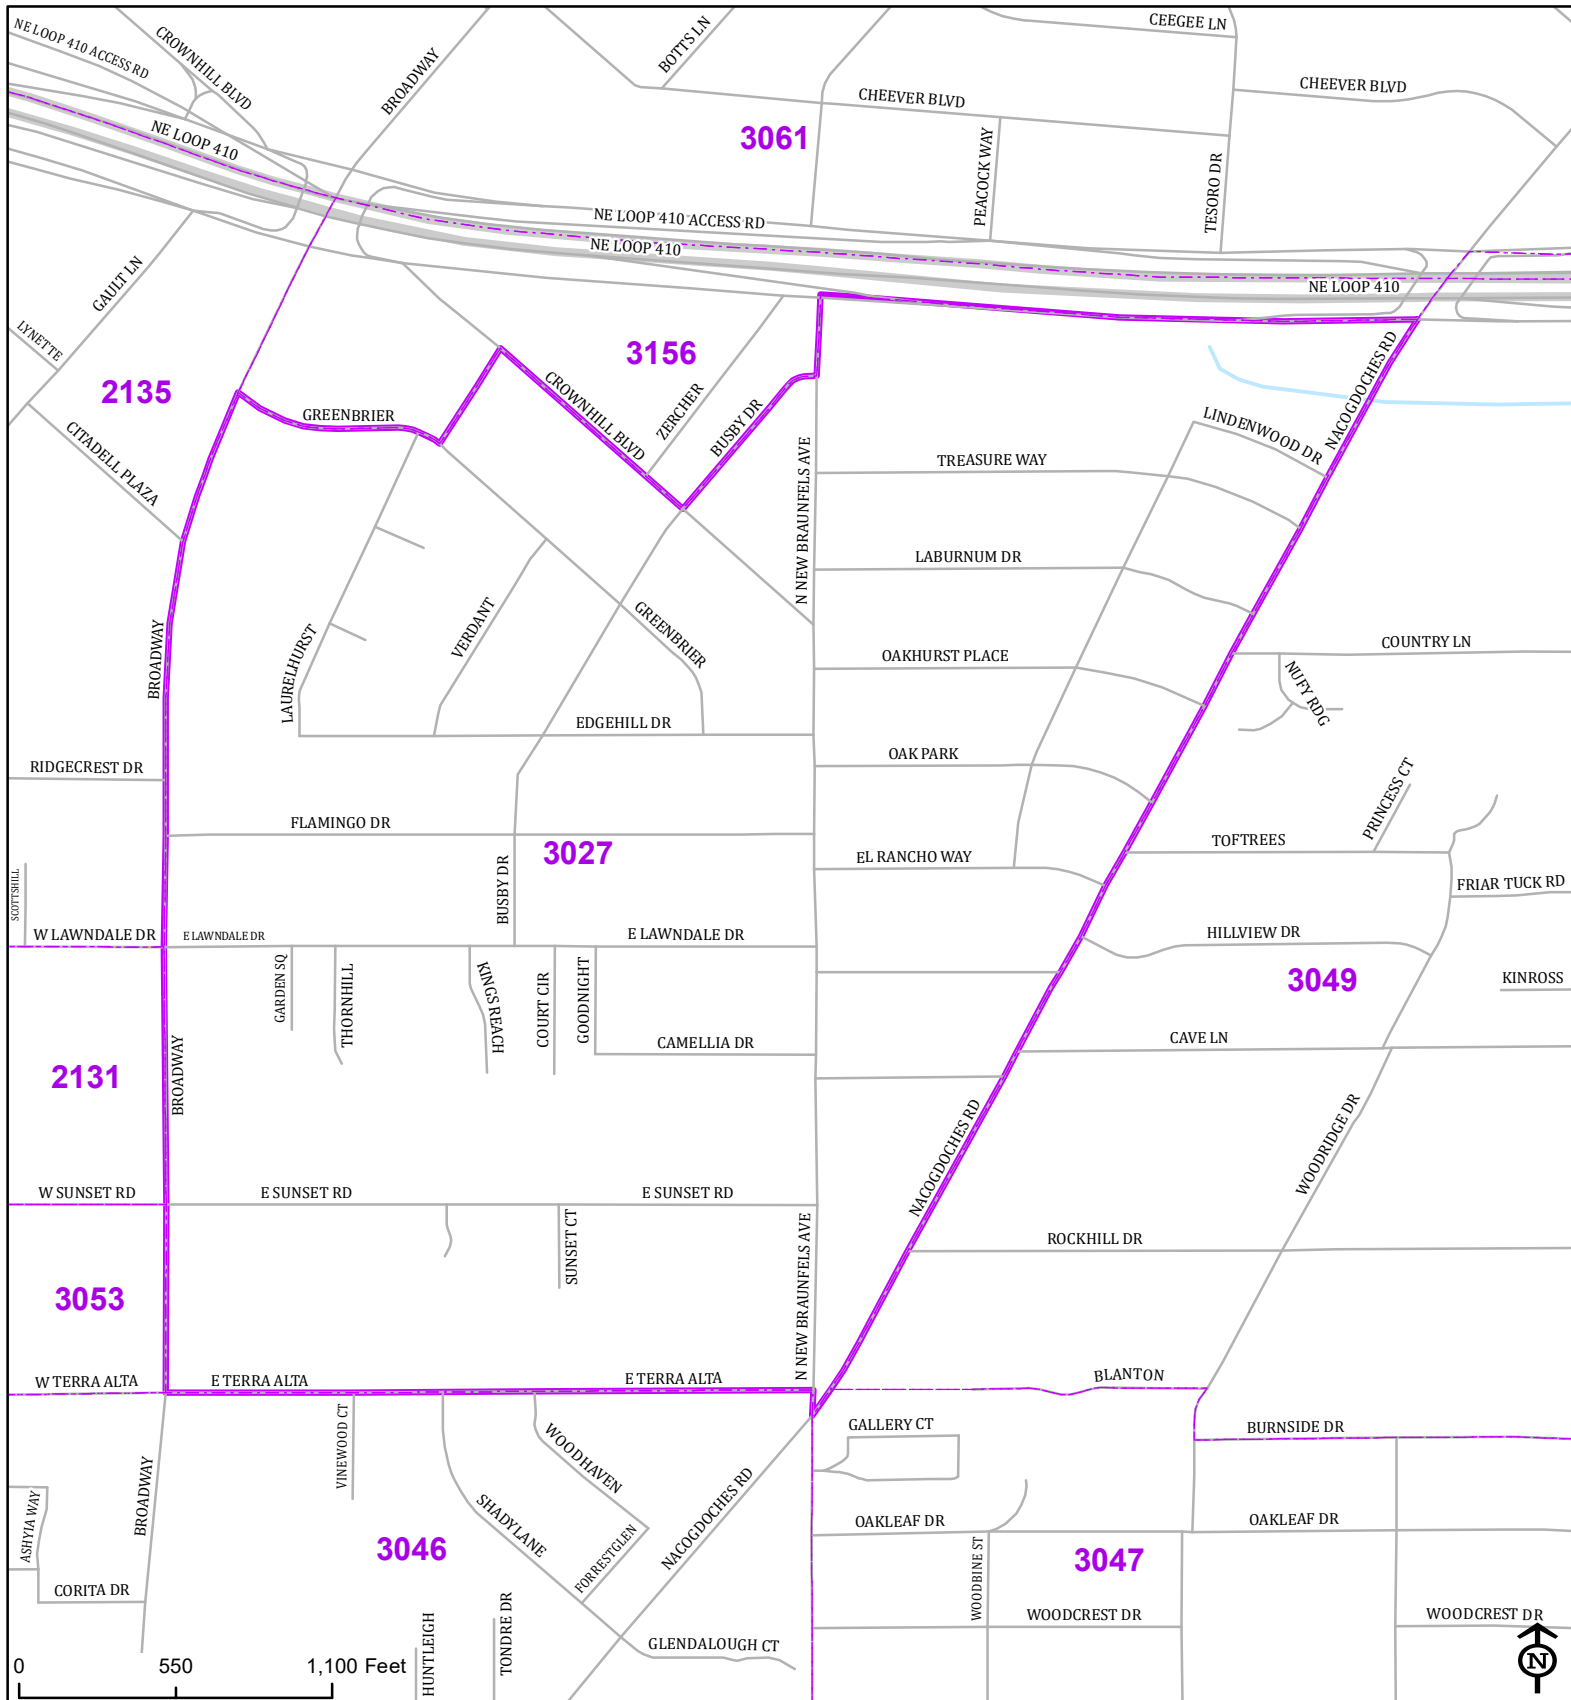 CEEGEE LN
NE LOOP 410 ACCESS RD
CROWNHILL BLVD
BOTTS LN
BROADWAY
CHEEVER BLVD
CHEEVER BLVD
3061
NE LOOP 410
PEACOCK WAY
TESORO DR
NE LOOP 410 ACCESS RD
NE LOOP 410
NE LOOP 410
GAULT LN
LYNETTE
3156
2135
NACOGDOCHES RD
CROWNHILL BLVD
ZERCHER
BUSBY DR
GREENBRIER
LINDENWOOD DR
CITADELL PLAZA
TREASURE WAY
N NEW BRAUNFELS AVE
LABURNUM DR
VERDANT
GREENBRIER
LAURELHURST
BROADWAY
OAKHURST PLACE
COUNTRY LN
NUFY RDG
EDGEHILL DR
OAK PARK
RIDGECREST DR
PRINCESS CT
FLAMINGO DR
3027
TOFTREES
EL RANCHO WAY
SCOTTSHILL
BUSBY DR
FRIAR TUCK RD
W LAWNDALE DR
E LAWNDALE DR
E LAWNDALE DR
HILLVIEW DR
3049
KINROSS
GARDEN SQ
THORNHILL
KINGS REACH
COURT CIR
GOODNIGHT
CAMELLIA DR
CAVE LN
2131
BROADWAY
NACOGDOCHES RD
WOODRIDGE DR
W SUNSET RD
E SUNSET RD
E SUNSET RD
SUNSET CT
N NEW BRAUNFELS AVE
ROCKHILL DR
3053
W TERRA ALTA
E TERRA ALTA
E TERRA ALTA
BLANTON
GALLERY CT
BURNSIDE DR
VINEWOOD CT
WOODHAVEN
BROADWAY
SHADYLANE
NACOGDOCHES RD
OAKLEAF DR
OAKLEAF DR
ASHYIA WAY
3046
FORRESTGLEN
3047
WOODBINE ST
CORITA DR
WOODCREST DR
WOODCREST DR
HUNTLEIGH
TONDRE DR
GLENDALOUGH CT
0 550 1,100 Feet
N